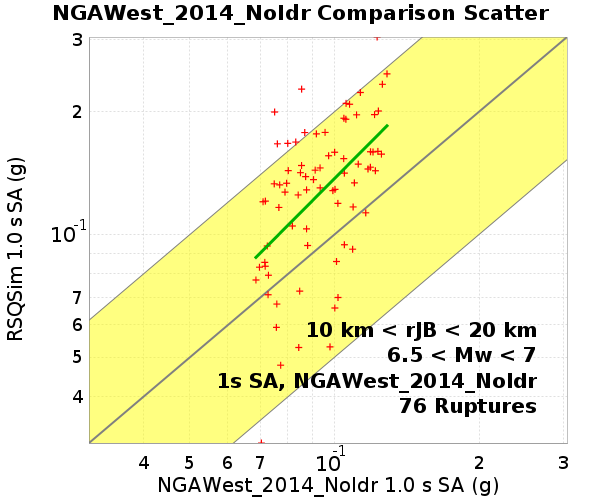 NGAWest_2014_NoIdr Comparison Scatter
3
2
10-1
7
6
5
4
RSQSim 1.0 s SA (g)
10 km < rJB < 20 km
6.5 < Mw < 7
1s SA, NGAWest_2014_NoIdr
76 Ruptures
4 5 6 7 10-1 2 3
NGAWest_2014_NoIdr 1.0 s SA (g)